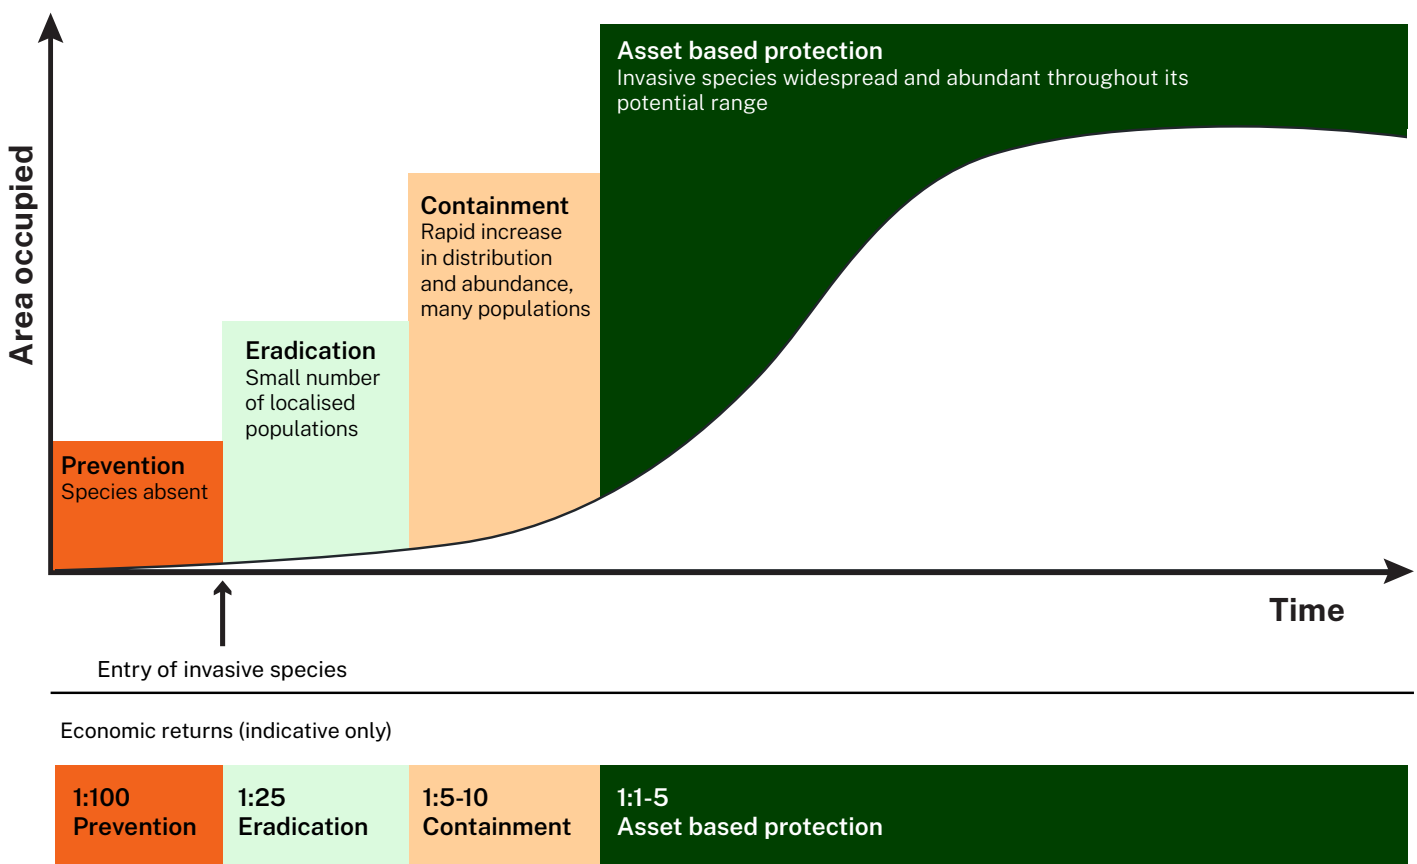 Asset based protection
Invasive species widespread and abundant throughout its
potential range
Containment
Rapid increase
in distribution
and abundance,
many populations
Eradication
Small number
of localised
populations
Prevention
Species absent
Area occupied
Time
Entry of invasive species
Economic returns (indicative only)
1:100
Prevention
1:25
Eradication
1:5-10
Containment
1:1-5
Asset based protection